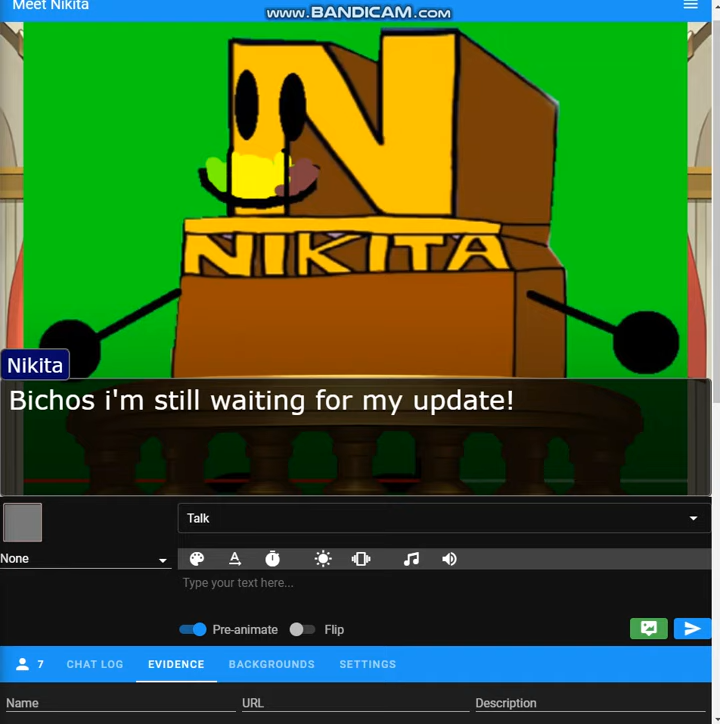 Meet Nikita
www.BANDICAM.com
N
NIKITA
Nikita
Bichos i'm still waiting for my update!
Talk
None
Type your text here...
Pre-animate
Flip
7
CHAT LOG
EVIDENCE
BACKGROUNDS
SETTINGS
Name
URL
Description